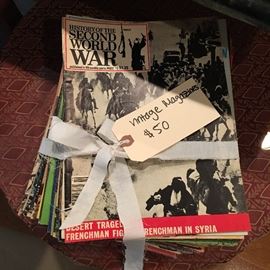 HISTORY OF THE
SECOND
WORLD
WAR
Vintage Magazines
$50
DESERT TRAGEDY
FRENCHMAN FIGHTS FRENCHMAN IN SYRIA